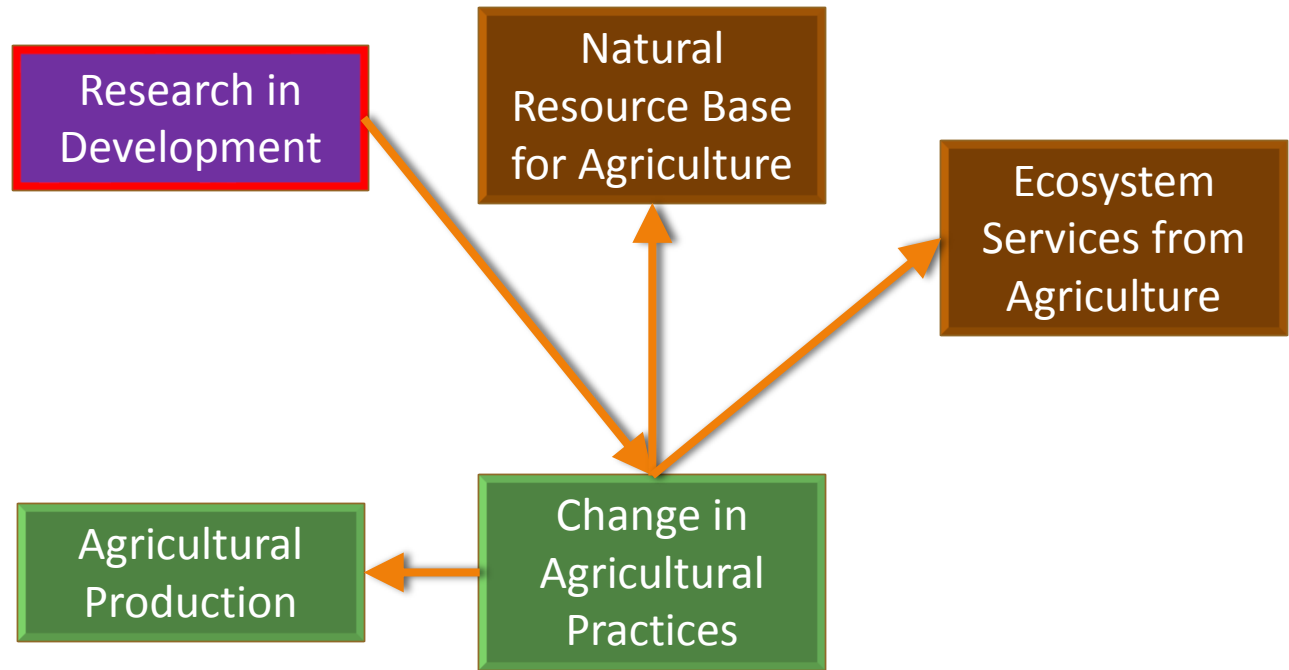 Research in
Development
Natural
Resource Base
for Agriculture
Ecosystem
Services from
Agriculture
Agricultural
Production
Change in
Agricultural
Practices